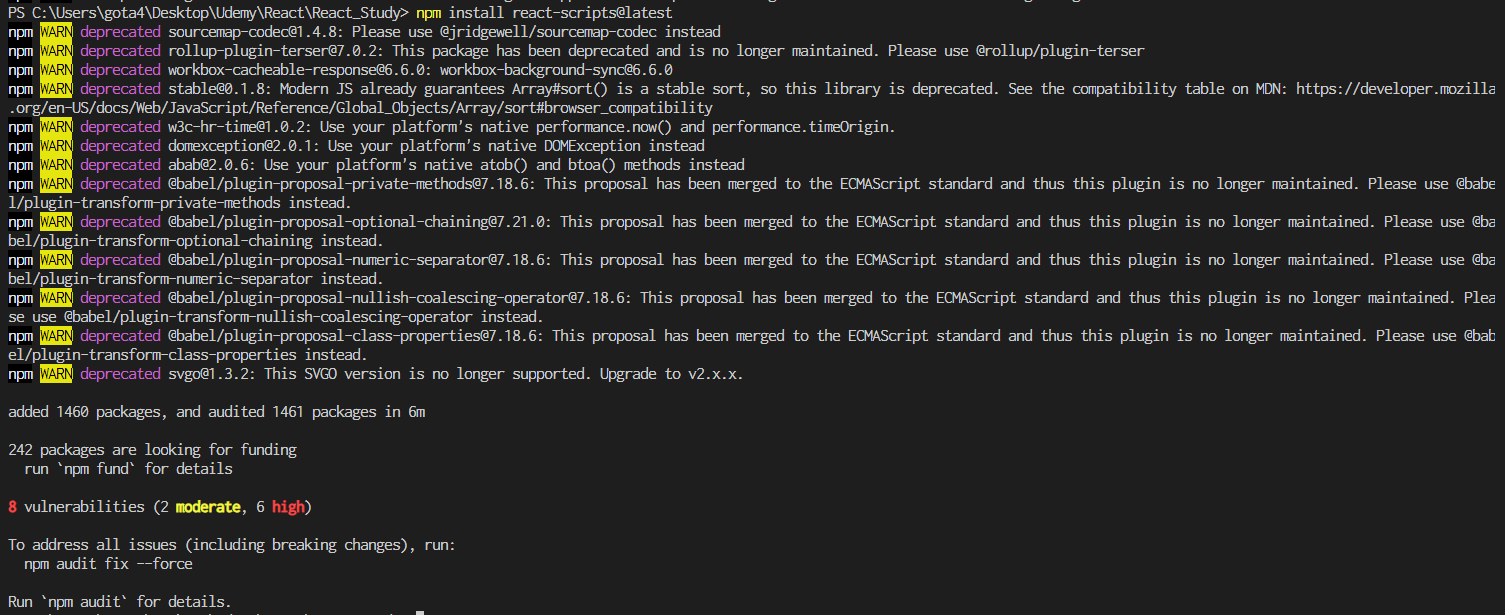 PS C:\Users\gota4\Desktop\Udemy\React\React_Study> npm install react-scripts@latest
npm WARN deprecated sourcemap-codec@1.4.8: Please use @jridgewell/sourcemap-codec instead
npm WARN deprecated rollup-plugin-terser@7.0.2: This package has been deprecated and is no longer maintained. Please use @rollup/plugin-terser
npm WARN deprecated workbox-cacheable-response@6.6.0: workbox-background-sync@6.6.0
npm WARN deprecated stable@0.1.8: Modern JS already guarantees Array#sort() is a stable sort, so this library is deprecated. See the compatibility table on MDN: https://developer.mozilla
.org/en-US/docs/Web/JavaScript/Reference/Global_Objects/Array/sort#browser_compatibility
npm WARN deprecated w3c-hr-time@1.0.2: Use your platform's native performance.now() and performance.timeOrigin.
npm WARN deprecated domexception@2.0.1: Use your platform's native DOMException instead
npm WARN deprecated abab@2.0.6: Use your platform's native atob() and btoa() methods instead
npm WARN deprecated @babel/plugin-proposal-private-methods@7.18.6: This proposal has been merged to the ECMAScript standard and thus this plugin is no longer maintained. Please use @babe
l/plugin-transform-private-methods instead.
npm WARN deprecated @babel/plugin-proposal-optional-chaining@7.21.0: This proposal has been merged to the ECMAScript standard and thus this plugin is no longer maintained. Please use @ba
bel/plugin-transform-optional-chaining instead.
npm WARN deprecated @babel/plugin-proposal-numeric-separator@7.18.6: This proposal has been merged to the ECMAScript standard and thus this plugin is no longer maintained. Please use @ba
bel/plugin-transform-numeric-separator instead.
npm WARN deprecated @babel/plugin-proposal-nullish-coalescing-operator@7.18.6: This proposal has been merged to the ECMAScript standard and thus this plugin is no longer maintained. Plea
se use @babel/plugin-transform-nullish-coalescing-operator instead.
npm WARN deprecated @babel/plugin-proposal-class-properties@7.18.6: This proposal has been merged to the ECMAScript standard and thus this plugin is no longer maintained. Please use @bab
el/plugin-transform-class-properties instead.
npm WARN deprecated svgo@1.3.2: This SVGO version is no longer supported. Upgrade to v2.x.x.
added 1460 packages, and audited 1461 packages in 6m
242 packages are looking for funding
run `npm fund` for details
8 vulnerabilities (2 moderate, 6 high)
To address all issues (including breaking changes), run:
npm audit fix --force
Run `npm audit` for details.